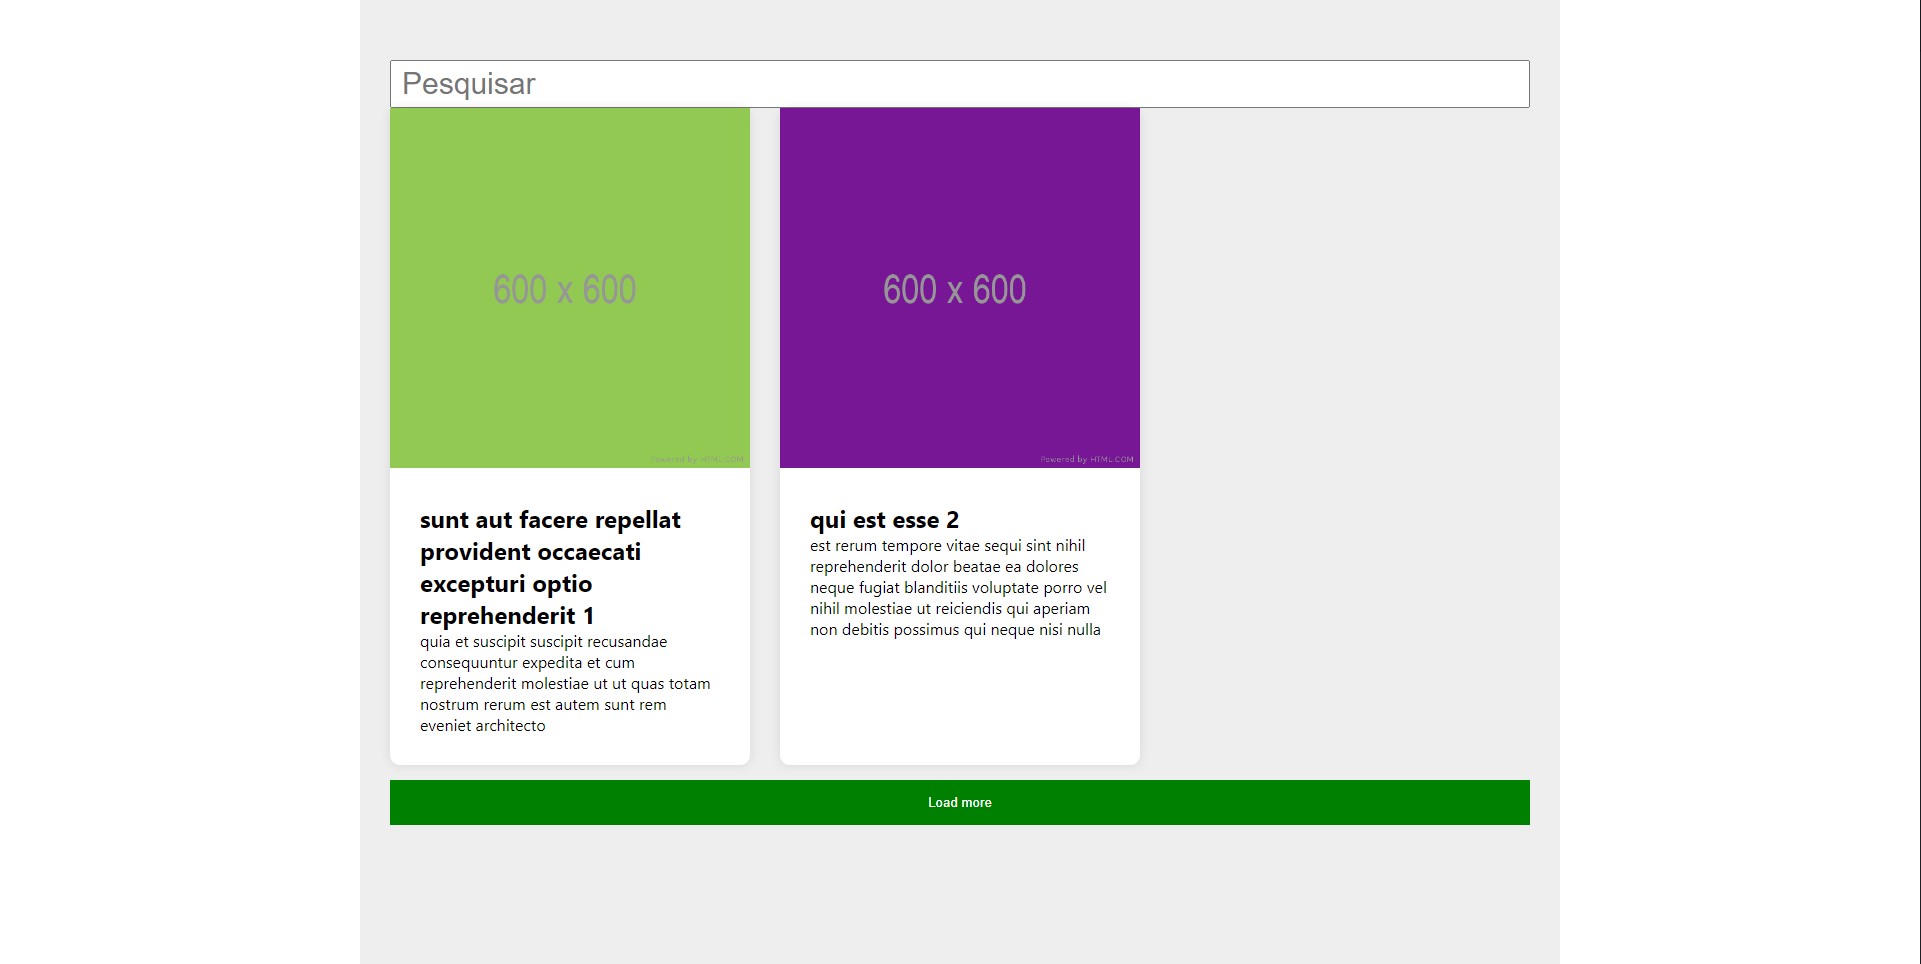 Pesquisar
600 x 600
Powered by HTML.COM
sunt aut facere repellat
provident occaecati
excepturi optio
reprehenderit 1
quia et suscipit suscipit recusandae
consequuntur expedita et cum
reprehenderit molestiae ut ut quas totam
nostrum rerum est autem sunt rem
eveniet architecto
600 x 600
Powered by HTML.COM
qui est esse 2
est rerum tempore vitae sequi sint nihil
reprehenderit dolor beatae ea dolores
neque fugiat blanditiis voluptate porro vel
nihil molestiae ut reiciendis qui aperiam
non debitis possimus qui neque nisi nulla
Load more